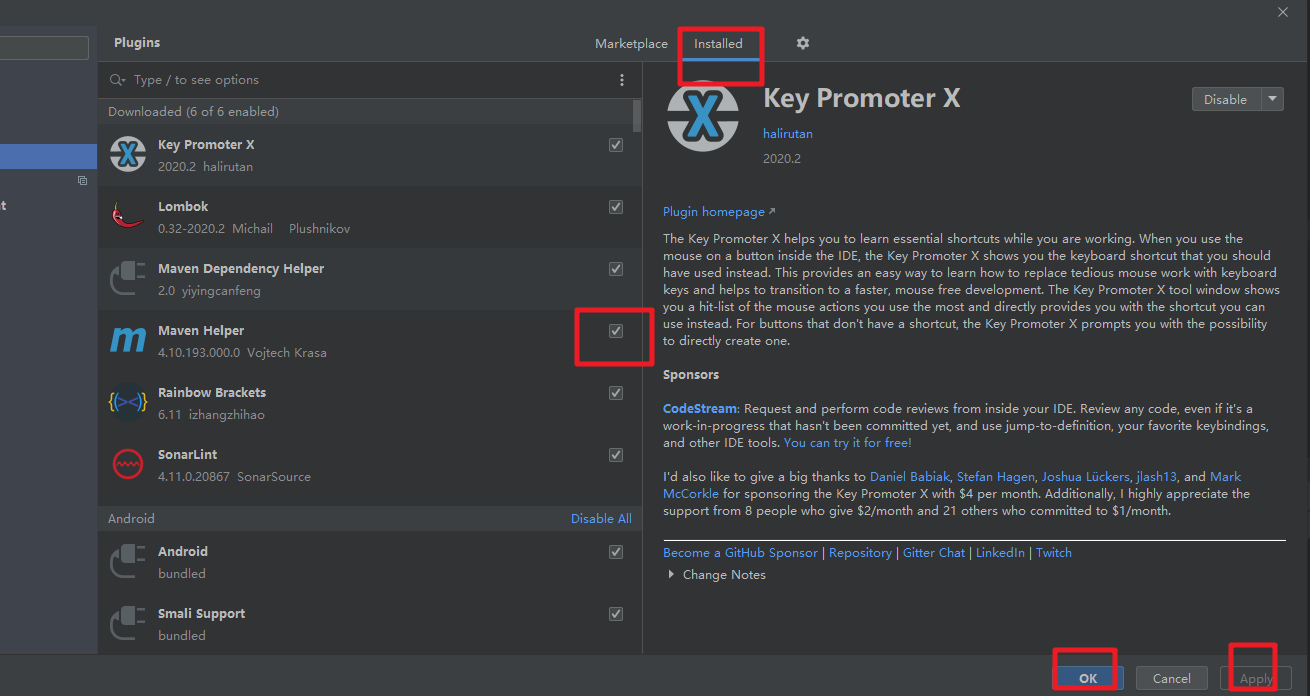 Plugins
Marketplace
Installed
Type / to see options
Downloaded (6 of 6 enabled)
Key Promoter X
2020.2 halirutan
Lombok
0.32-2020.2 Michail Plushnikov
Maven Dependency Helper
2.0 yiyingcanfeng
Maven Helper
4.10.193.000.0 Vojtech Krasa
Rainbow Brackets
6.11 izhangzhihao
SonarLint
4.11.0.20867 SonarSource
Android
Disable All
Android
bundled
Smali Support
bundled
Key Promoter X
Disable
halirutan
2020.2
Plugin homepage
The Key Promoter X helps you to learn essential shortcuts while you are working. When you use the
mouse on a button inside the IDE, the Key Promoter X shows you the keyboard shortcut that you should
have used instead. This provides an easy way to learn how to replace tedious mouse work with keyboard
keys and helps to transition to a faster, mouse free development. The Key Promoter X tool window shows
you a hit-list of the mouse actions you use the most and directly provides you with the shortcut you can
use instead. For buttons that don't have a shortcut, the Key Promoter X prompts you with the possibility
to directly create one.
Sponsors
CodeStream: Request and perform code reviews from inside your IDE. Review any code, even if it's a
work-in-progress that hasn't been committed yet, and use jump-to-definition, your favorite keybindings,
and other IDE tools. You can try it for free!
I'd also like to give a big thanks to Daniel Babiak, Stefan Hagen, Joshua Lückers, jlash13, and Mark
McCorkle for sponsoring the Key Promoter X with $4 per month. Additionally, I highly appreciate the
support from 8 people who give $2/month and 21 others who committed to $1/month.
Become a GitHub Sponsor | Repository | Gitter Chat | LinkedIn | Twitch
Change Notes
OK
Cancel
Apply